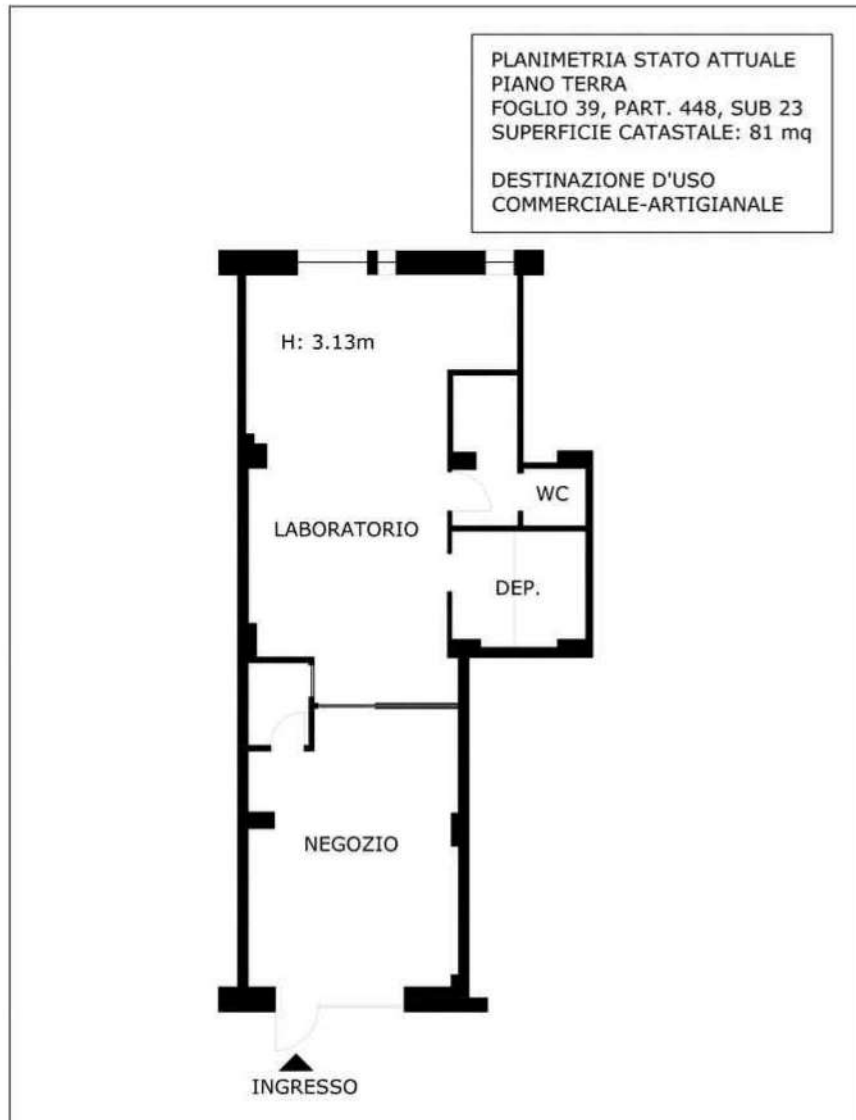 PLANIMETRIA STATO ATTUALE
PIANO TERRA
FOGLIO 39, PART. 448, SUB 23
SUPERFICIE CATASTALE: 81 mq
DESTINAZIONE D'USO
COMMERCIALE-ARTIGIANALE
H: 3.13m
WC
LABORATORIO
DEP.
NEGOZIO
INGRESSO